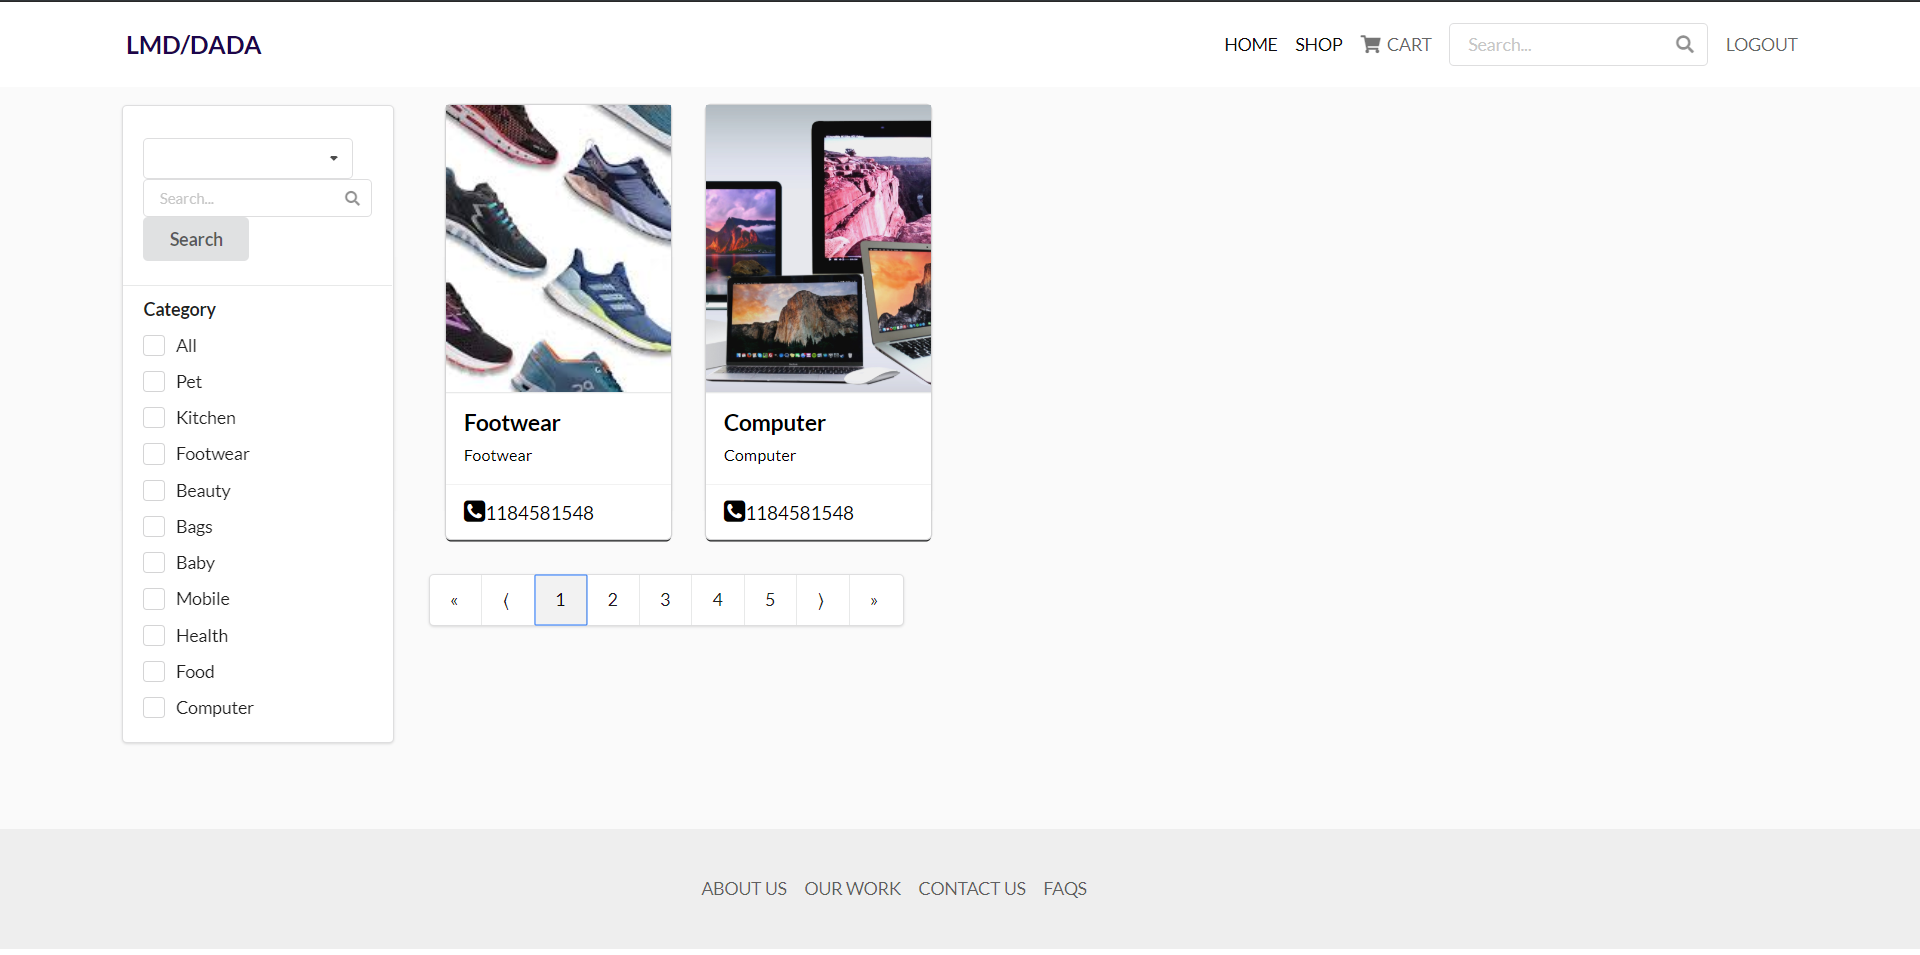 LMD/DADA
HOME SHOP CART Search... LOGOUT
Search...
Search
Category
All
Pet
Kitchen
Footwear
Beauty
Bags
Baby
Mobile
Health
Food
Computer
Footwear
Footwear
1184581548
Computer
Computer
1184581548
« ⟨ 1 2 3 4 5 ⟩ »
ABOUT US OUR WORK CONTACT US FAQS